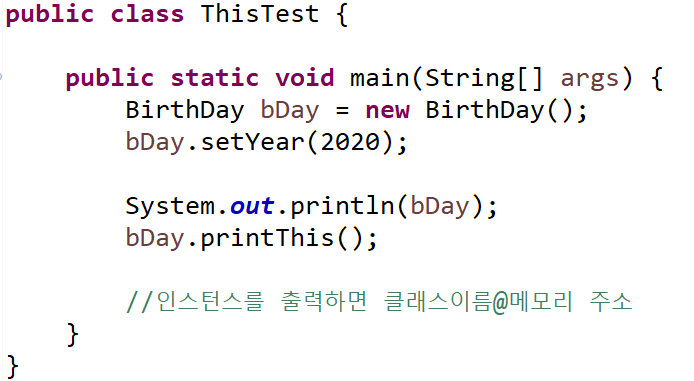 public class ThisTest {
public static void main(String[] args) {
BirthDay bDay = new BirthDay();
bDay.setYear(2020);
System.out.println(bDay);
bDay.printThis();
//인스턴스를 출력하면 클래스이름@메모리 주소
}
}